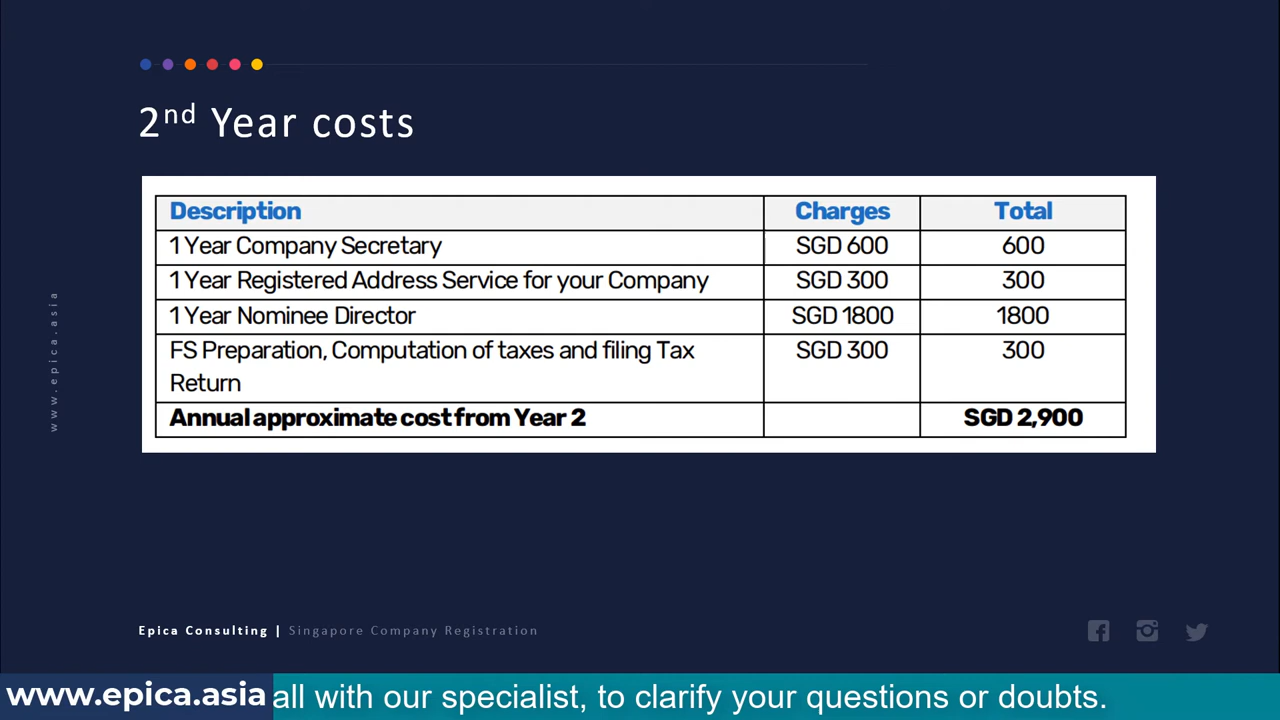 2nd Year costs
Description Charges Total
1 Year Company Secretary SGD 600 600
1 Year Registered Address Service for your Company SGD 300 300
1 Year Nominee Director SGD 1800 1800
FS Preparation, Computation of taxes and filing Tax SGD 300 300
Return
Annual approximate cost from Year 2 SGD 2,900
www.epica.asia
Epica Consulting | Singapore Company Registration
www.epica.asia all with our specialist, to clarify your questions or doubts.